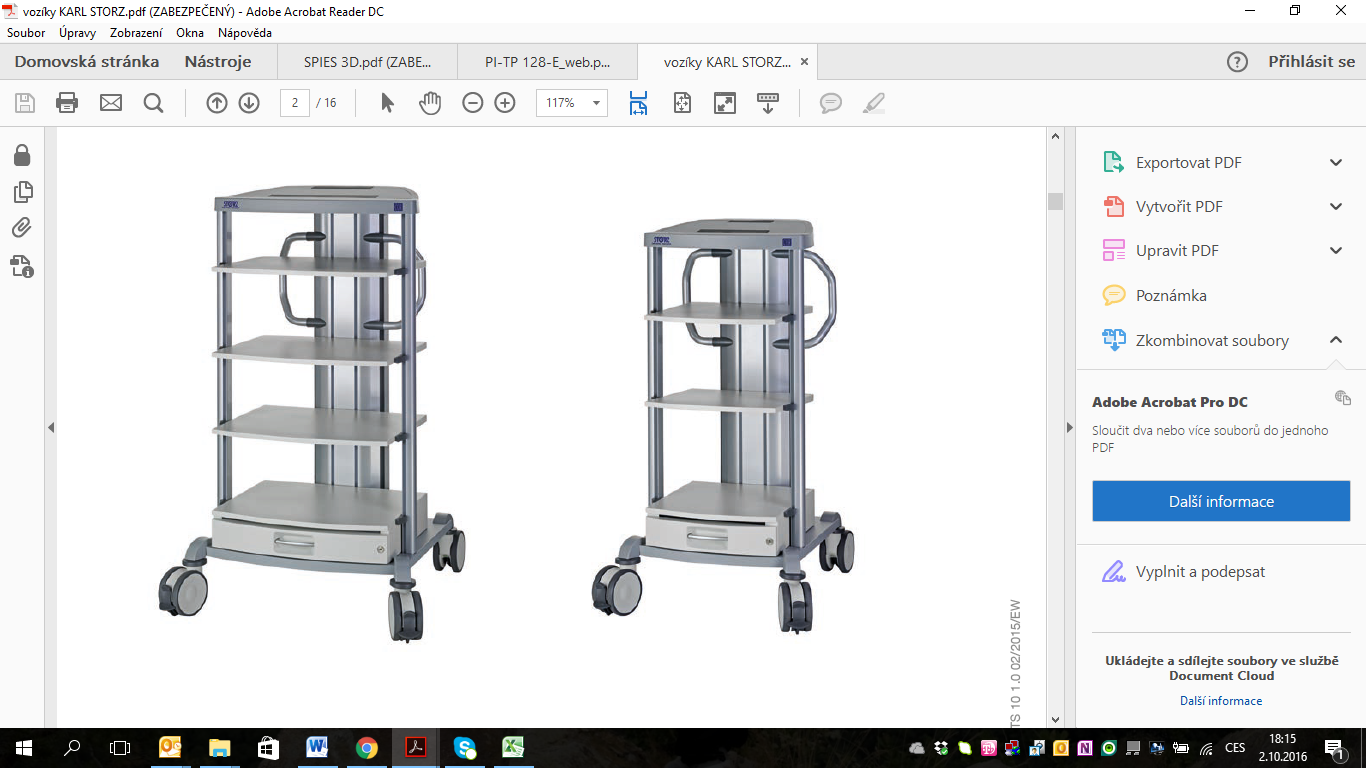 vozíky KARL STORZ.pdf (ZABEZPEČENÝ) - Adobe Acrobat Reader DC
Soubor Úpravy Zobrazení Okna Nápověda
Domovská stránka Nástroje SPIES 3D.pdf (ZABE... PI-TP 128-E_web.p... vozíky KARL STORZ... × Přihlásit se
2 / 16 117%
Exportovat PDF
Vytvořit PDF
Upravit PDF
Poznámka
Zkombinovat soubory
Adobe Acrobat Pro DC
Sloučit dva nebo více souborů do jednoho
PDF
Další informace
Vyplnit a podepsat
Ukládejte a sdílejte soubory ve službě
Document Cloud
Další informace
STORZ
STORZ
TS 10 1.0 02/2015/EW
CES
18:15
2.10.2016
1